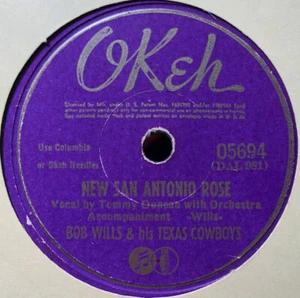 OKeh
Use Columbia
or Okeh Needles
05694
(DAL 981)
NEW SAN ANTONIO ROSE
Vocal by Tommy Duncan with Orchestra
Accompaniment -Wills-
BOB WILLS & his TEXAS COWBOYS